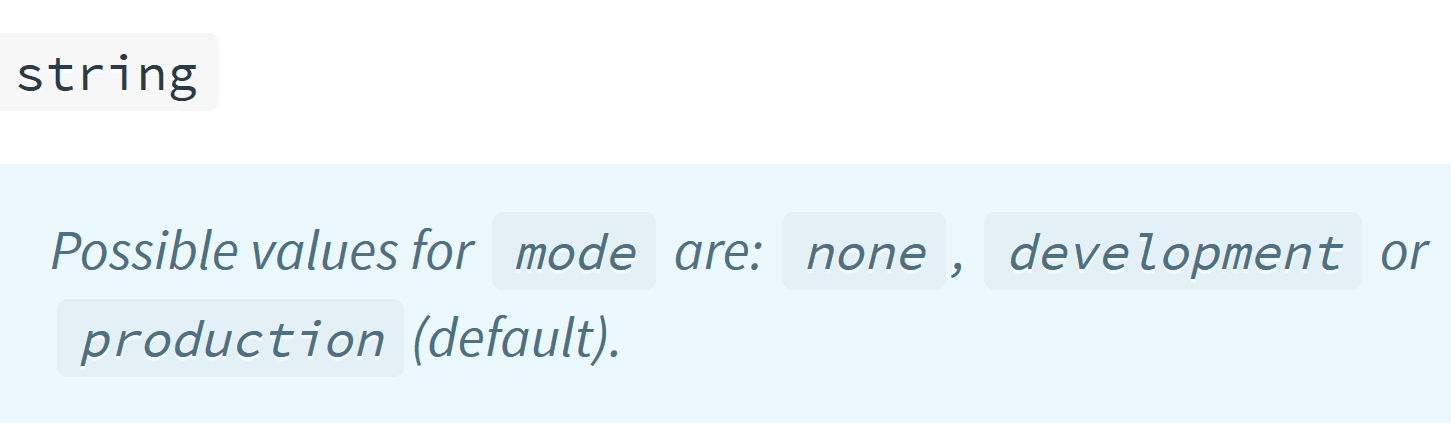 string
Possible values for mode are: none, development or
production (default).